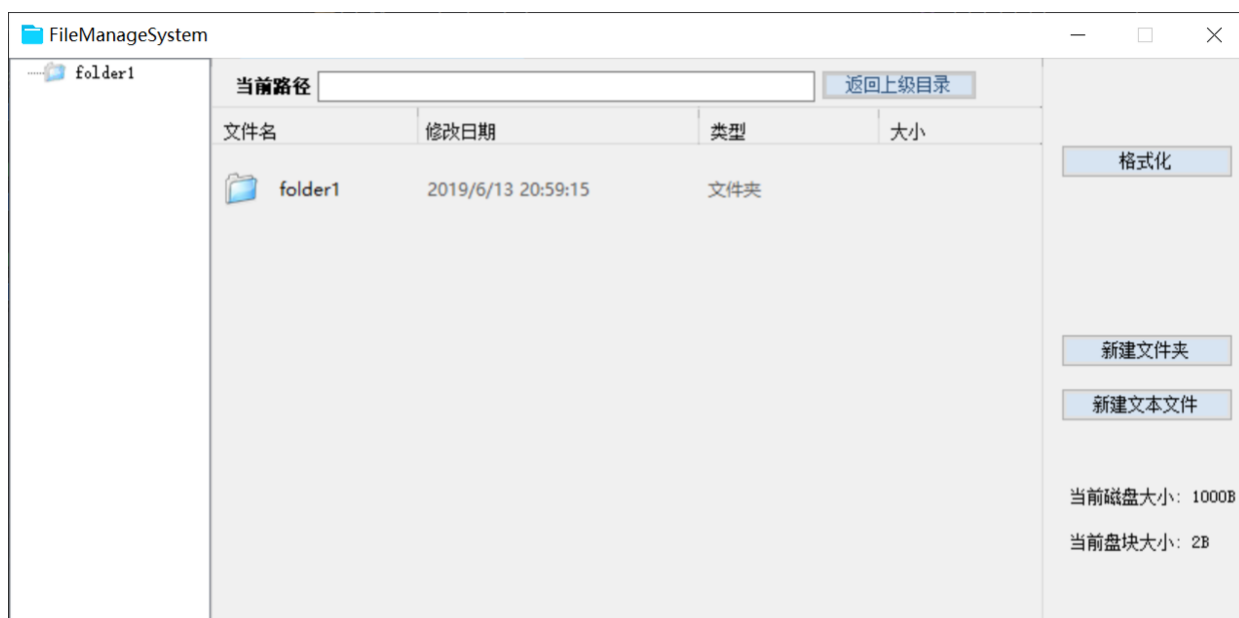 FileManageSystem
folder1
当前路径 返回上级目录
文件名 修改日期 类型 大小
folder1 2019/6/13 20:59:15 文件夹
格式化
新建文件夹
新建文本文件
当前磁盘大小: 1000B
当前盘块大小: 2B